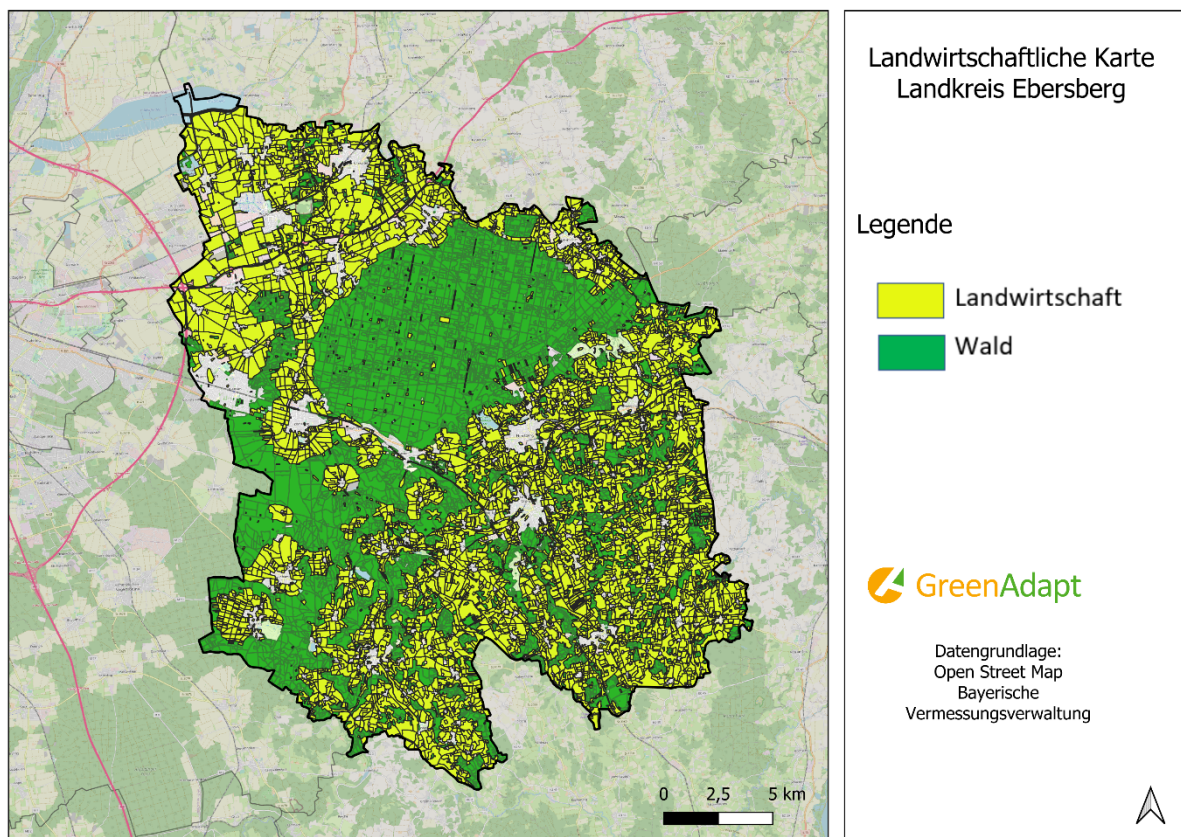 Landwirtschaftliche Karte
Landkreis Ebersberg
Legende
Landwirtschaft
Wald
GreenAdapt
Datengrundlage:
Open Street Map
Bayerische
Vermessungsverwaltung
0 2,5 5 km